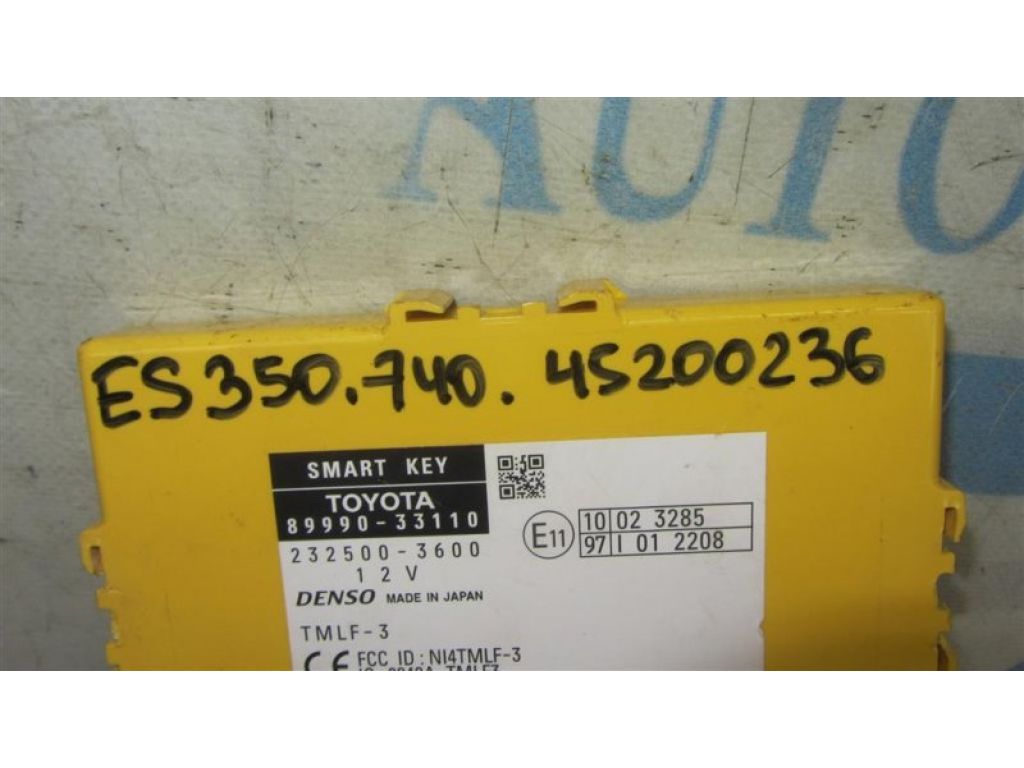 AUTO
ES350.740. 45200236
SMART KEY
TOYOTA
89990-33110
232500-3600
12V
DENSO MADE IN JAPAN
E11
10 02 3285
97 I 01 2208
TMLF-3
CE FCC ID: NI4TMLF-3